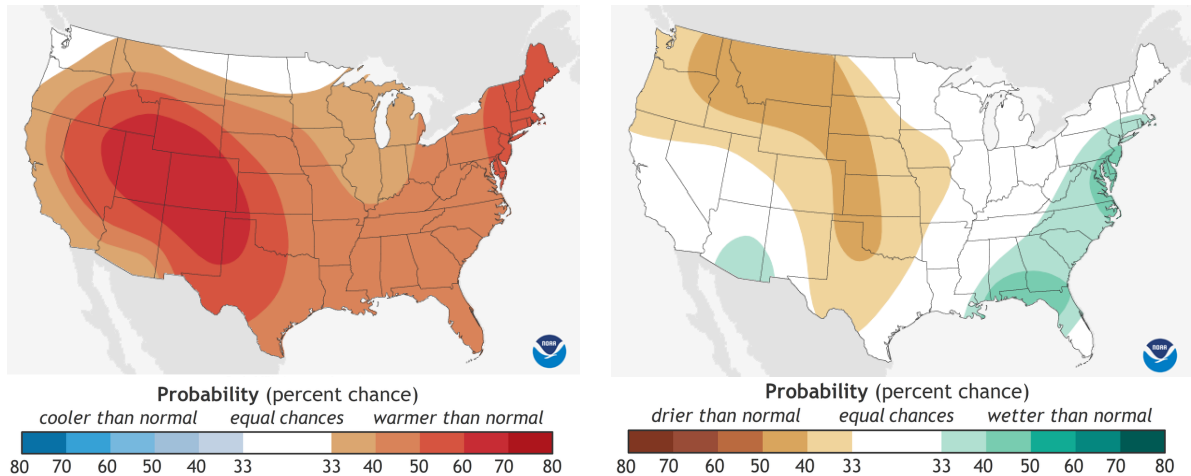 NOAA
Probability (percent chance)
cooler than normal equal chances warmer than normal
80 70 60 50 40 33 33 40 50 60 70 80
NOAA
Probability (percent chance)
drier than normal equal chances wetter than normal
80 70 60 50 40 33 33 40 50 60 70 80